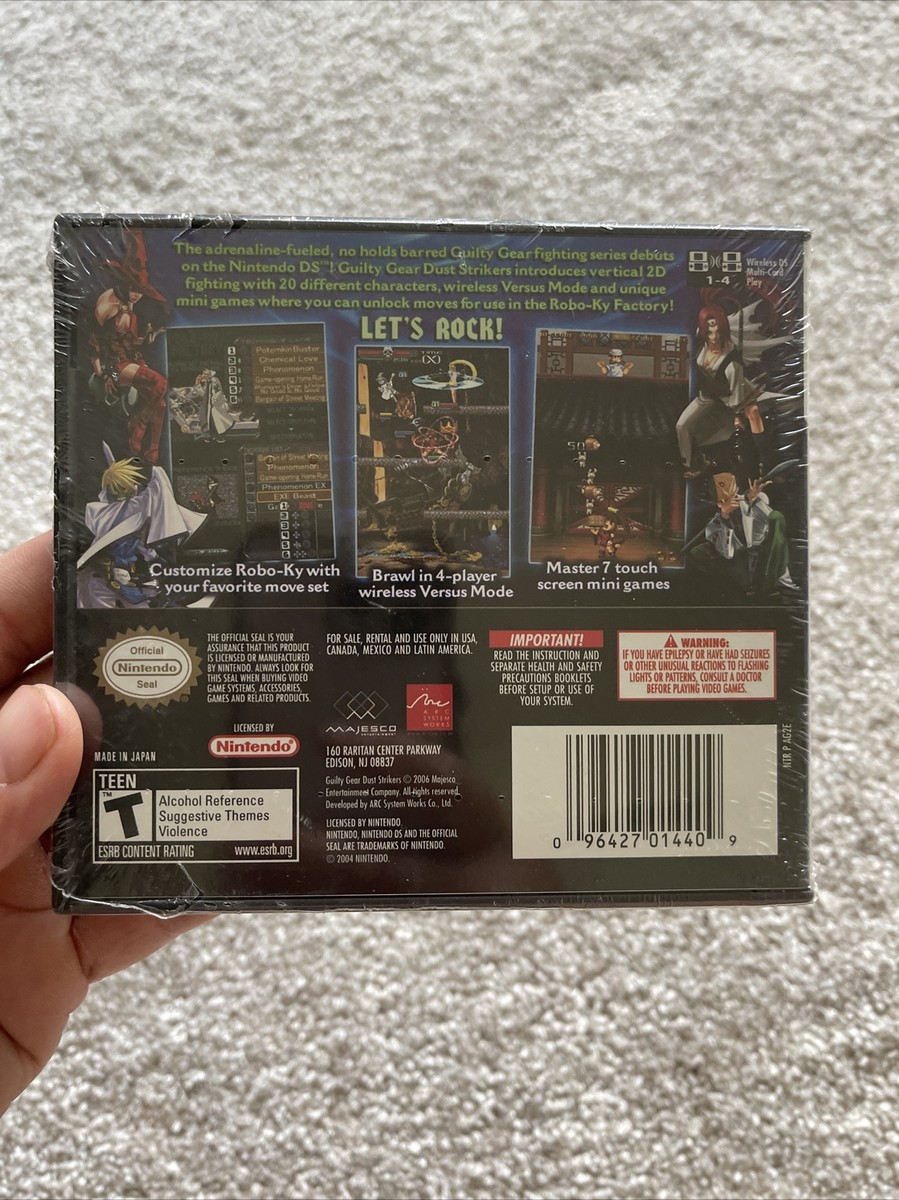 The adrenaline-fueled, no holds barred Guilty Gear fighting series debuts
on the Nintendo DS™! Guilty Gear Dust Strikers introduces vertical 2D
fighting with 20 different characters, wireless Versus Mode and unique
mini games where you can unlock moves for use in the Robo-Ky Factory!
1-4
Wireless DS
Multi-Card
Play
LET'S ROCK!
1 Potemkin Buster
2 Chemical Love
3 Phenomenon
Phenomenon
Phenomenon EX
EXE Beast
TIME
50
Customize Robo-Ky with
your favorite move set
Brawl in 4-player
wireless Versus Mode
Master 7 touch
screen mini games
Official
Nintendo
Seal
THE OFFICIAL SEAL IS YOUR
ASSURANCE THAT THIS PRODUCT
IS LICENSED OR MANUFACTURED
BY NINTENDO. ALWAYS LOOK FOR
THIS SEAL WHEN BUYING VIDEO
GAME SYSTEMS, ACCESSORIES,
GAMES AND RELATED PRODUCTS.
FOR SALE, RENTAL AND USE ONLY IN USA,
CANADA, MEXICO AND LATIN AMERICA.
IMPORTANT!
READ THE INSTRUCTION AND
SEPARATE HEALTH AND SAFETY
PRECAUTIONS BOOKLETS
BEFORE SETUP OR USE OF
YOUR SYSTEM.
WARNING:
IF YOU HAVE EPILEPSY OR HAVE HAD SEIZURES
OR OTHER UNUSUAL REACTIONS TO FLASHING
LIGHTS OR PATTERNS, CONSULT A DOCTOR
BEFORE PLAYING VIDEO GAMES.
MADE IN JAPAN
LICENSED BY
Nintendo®
MAJESCO
entertainment
ARC
SYSTEM
WORKS
160 RARITAN CENTER PARKWAY
EDISON, NJ 08837
Guilty Gear Dust Strikers © 2006 Majesco
Entertainment Company. All rights reserved.
Developed by ARC System Works Co., Ltd.
LICENSED BY NINTENDO.
NINTENDO, NINTENDO DS AND THE OFFICIAL
SEAL ARE TRADEMARKS OF NINTENDO.
© 2004 NINTENDO.
TEEN
T
Alcohol Reference
Suggestive Themes
Violence
ESRB CONTENT RATING www.esrb.org
0 96427 01440 9
NTR P AG2E